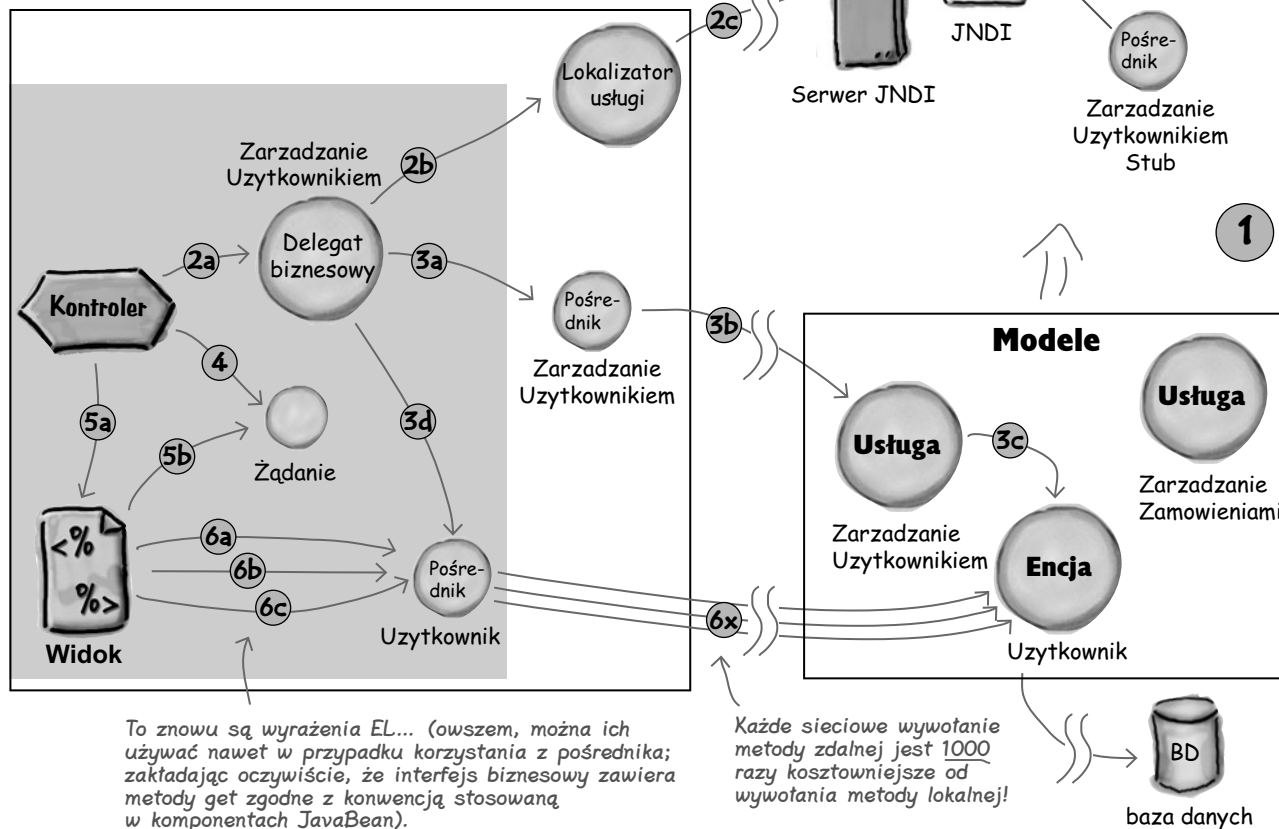 2c
JNDI
Serwer JNDI
Pośre-
dnik
Zarzadzanie
Uzytkownikiem
Stub
1
Lokalizator
usługi
2b
Zarzadzanie
Uzytkownikiem
Delegat
biznesowy
2a
3a
Kontroler
Pośre-
dnik
Zarzadzanie
Uzytkownikiem
3b
4
5a
5b
Żądanie
3d
<%
%>
Widok
6a
6b
6c
Pośre-
dnik
Uzytkownik
6x
Modele
Usługa
Zarzadzanie
Uzytkownikiem
3c
Usługa
Zarzadzanie
Zamowieniami
Encja
Uzytkownik
BD
baza danych
To znowu są wyrażenia EL... (owszem, można ich
używać nawet w przypadku korzystania z pośrednika;
zakładając oczywiście, że interfejs biznesowy zawiera
metody get zgodne z konwencją stosowaną
w komponentach JavaBean).
Każde sieciowe wywołanie
metody zdalnej jest 1000
razy kosztowniejsze od
wywołania metody lokalnej!